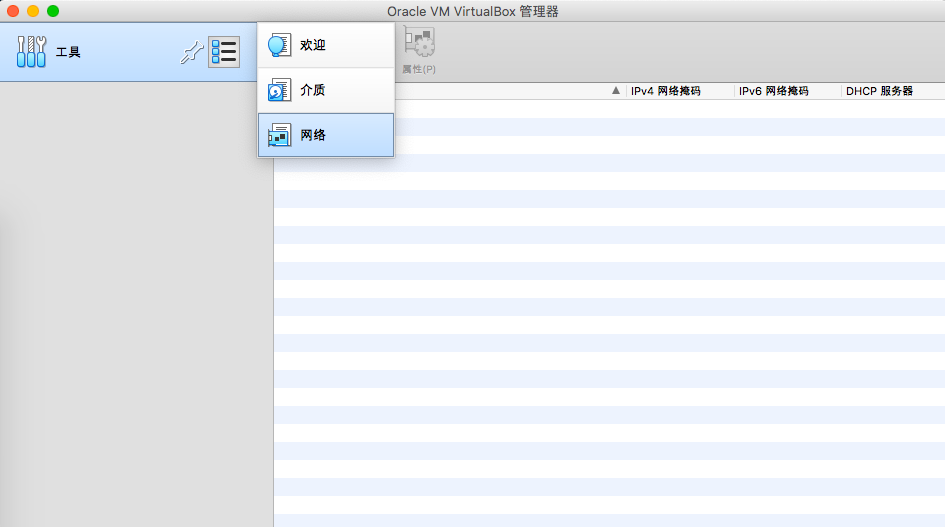 Oracle VM VirtualBox 管理器
工具
欢迎
介质
网络
属性(P)
IPv4 网络掩码
IPv6 网络掩码
DHCP 服务器